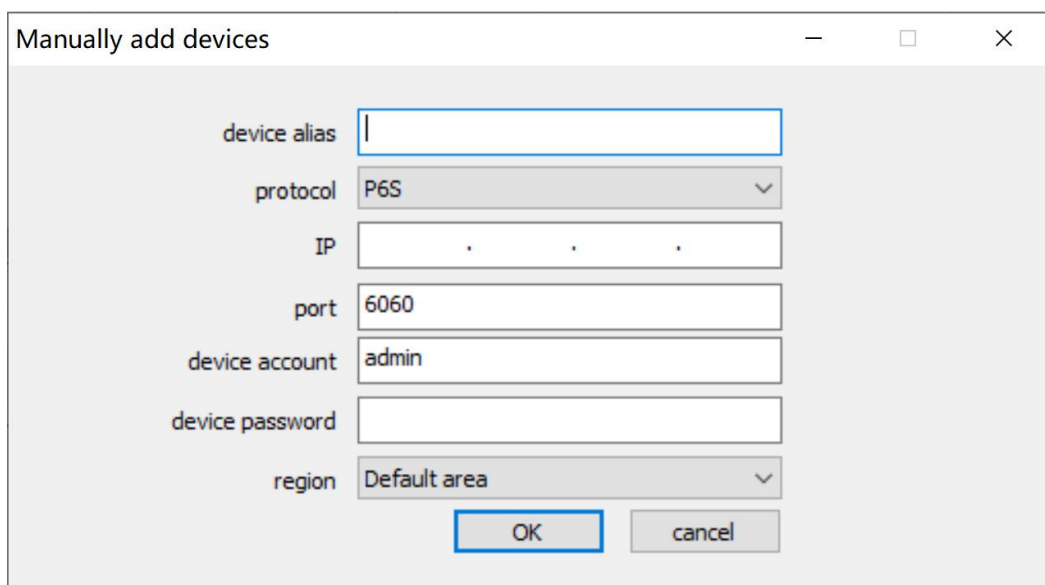 Manually add devices
device alias
protocol P6S
IP . . .
port 6060
device account admin
device password
region Default area
OK cancel